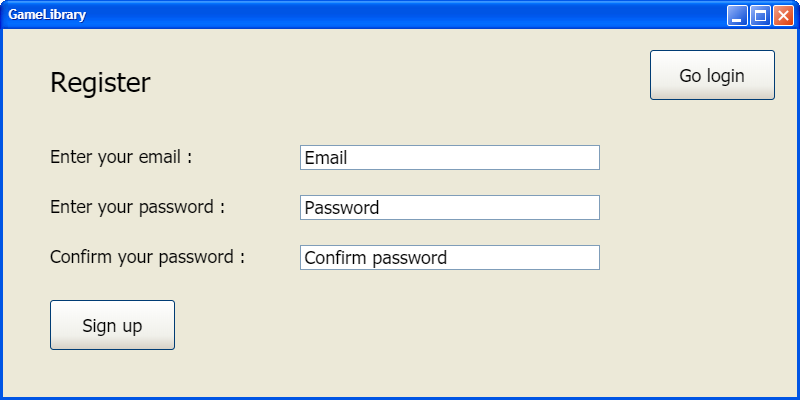 GameLibrary
Register
Go login
Enter your email :
Email
Enter your password :
Password
Confirm your password :
Confirm password
Sign up